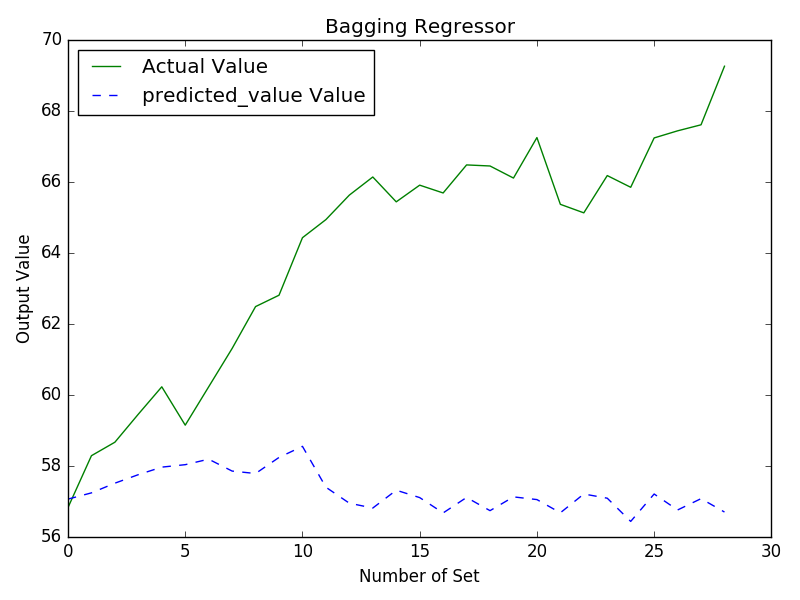 Bagging Regressor
Actual Value
predicted_value Value
Output Value
70
68
66
64
62
60
58
56
0 5 10 15 20 25 30
Number of Set